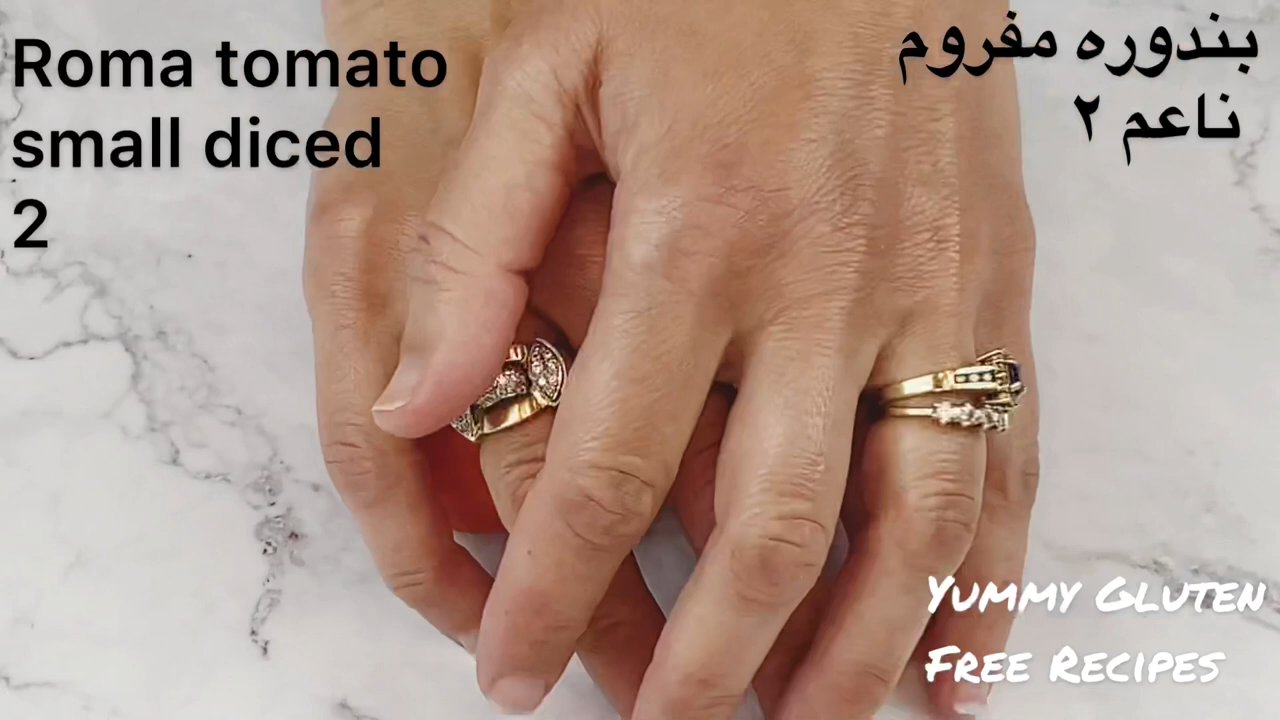 Roma tomato
small diced
2
بندوره مفروم
ناعم ٢
Yummy Gluten
Free Recipes